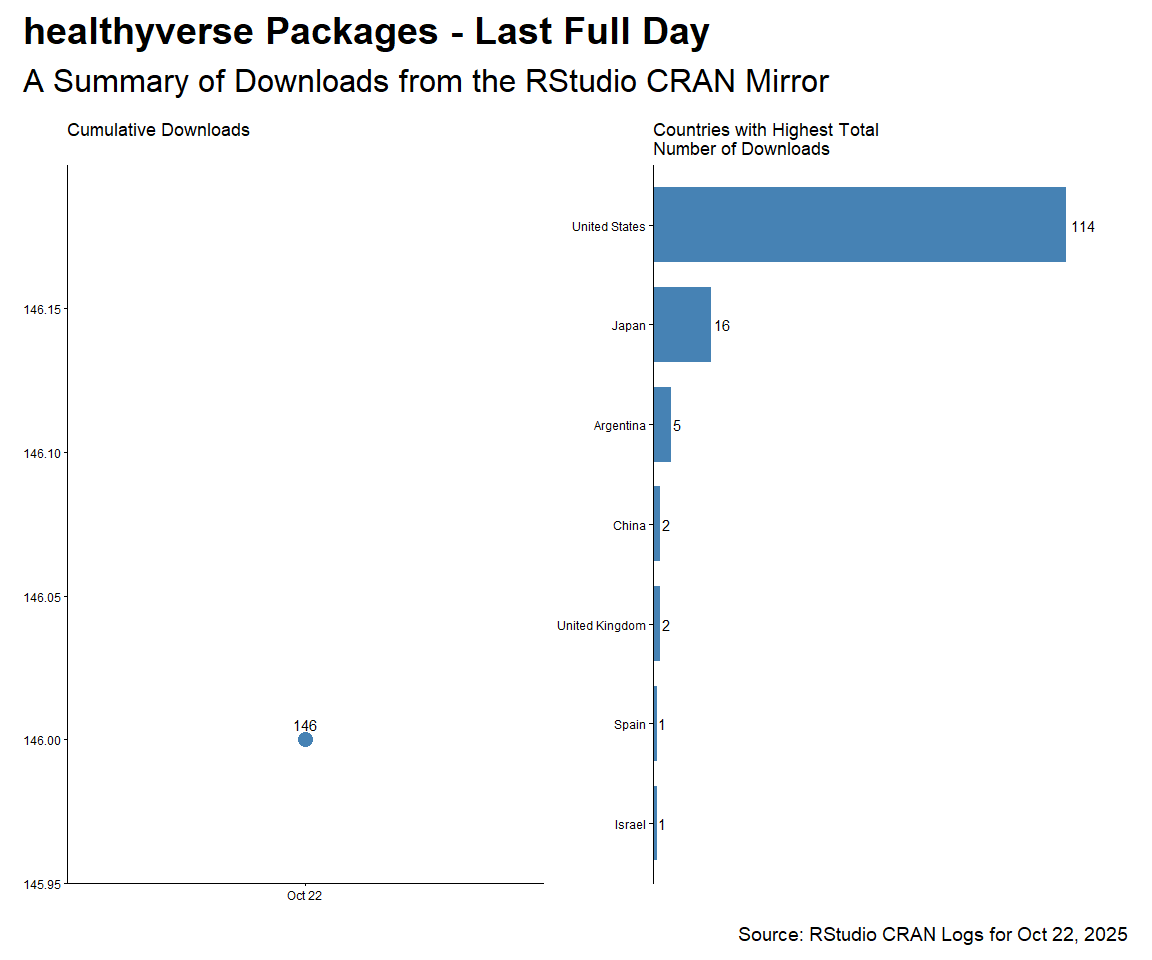 healthyverse Packages - Last Full Day
A Summary of Downloads from the RStudio CRAN Mirror
Cumulative Downloads
146.15
146.10
146.05
146.00
145.95
146
Oct 22
Countries with Highest Total
Number of Downloads
United States 114
Japan 16
Argentina 5
China 2
United Kingdom 2
Spain 1
Israel 1
Source: RStudio CRAN Logs for Oct 22, 2025